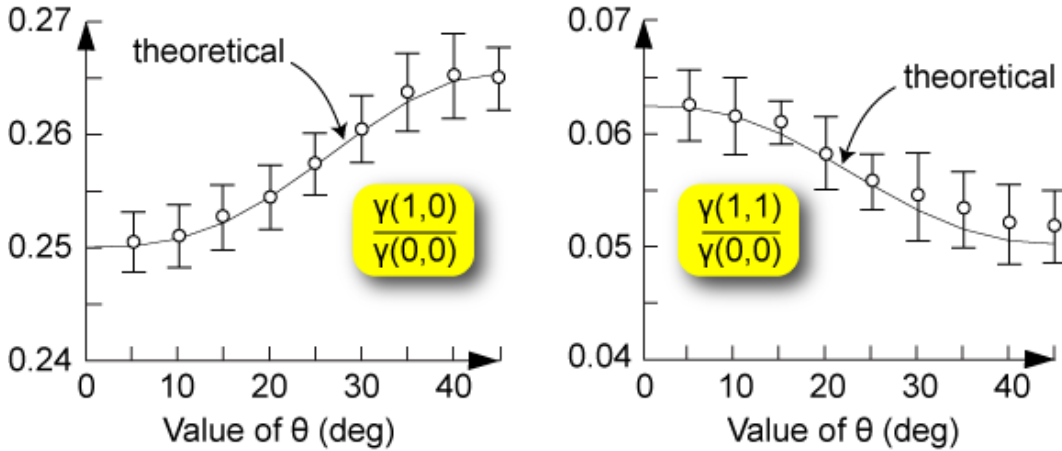 0.27
theoretical
0.26
γ(1,0)
γ(0,0)
0.25
0.24
0 10 20 30 40
Value of θ (deg)
0.07
theoretical
0.06
γ(1,1)
γ(0,0)
0.05
0.04
0 10 20 30 40
Value of θ (deg)